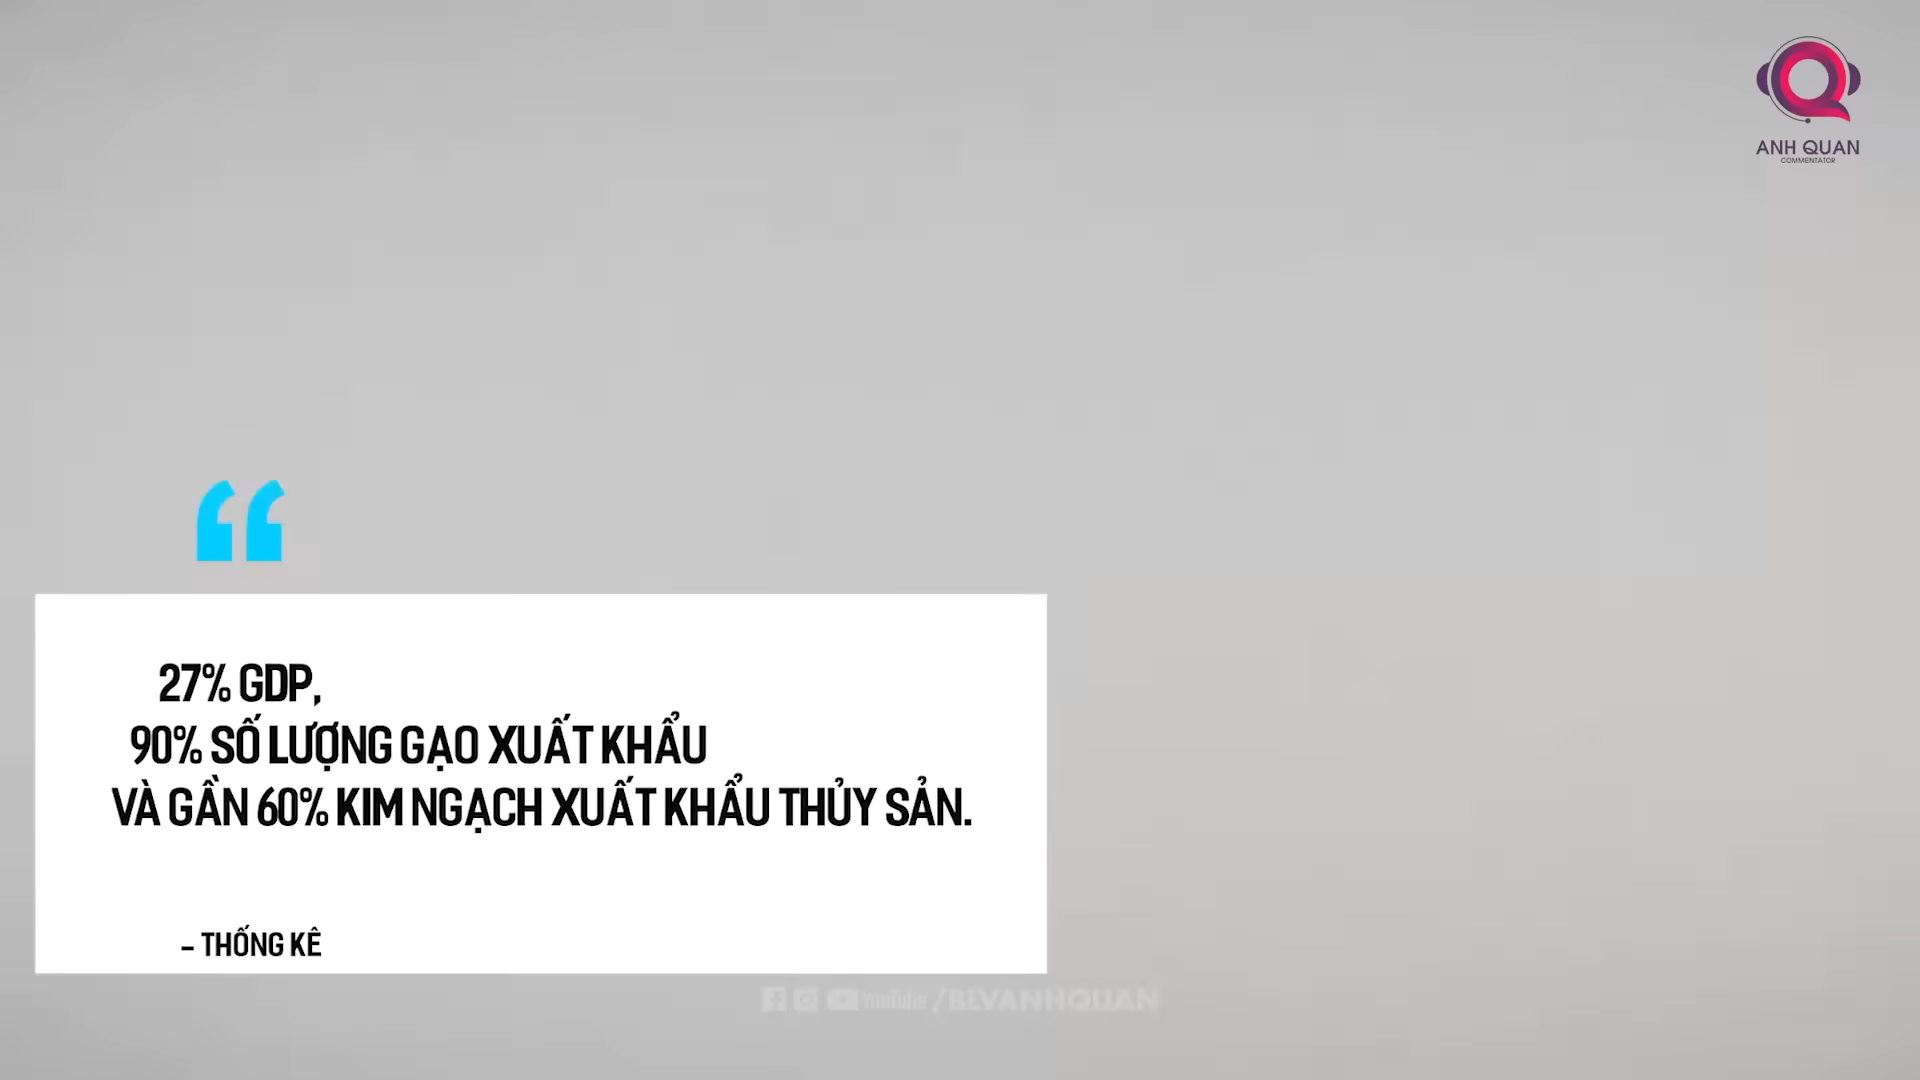 ANH QUAN
COMMENTATOR
27% GDP,
90% SỐ LƯỢNG GẠO XUẤT KHẨU
VÀ GẦN 60% KIM NGẠCH XUẤT KHẨU THỦY SẢN.
– THỐNG KÊ
YouTube /BLVANHQUAN